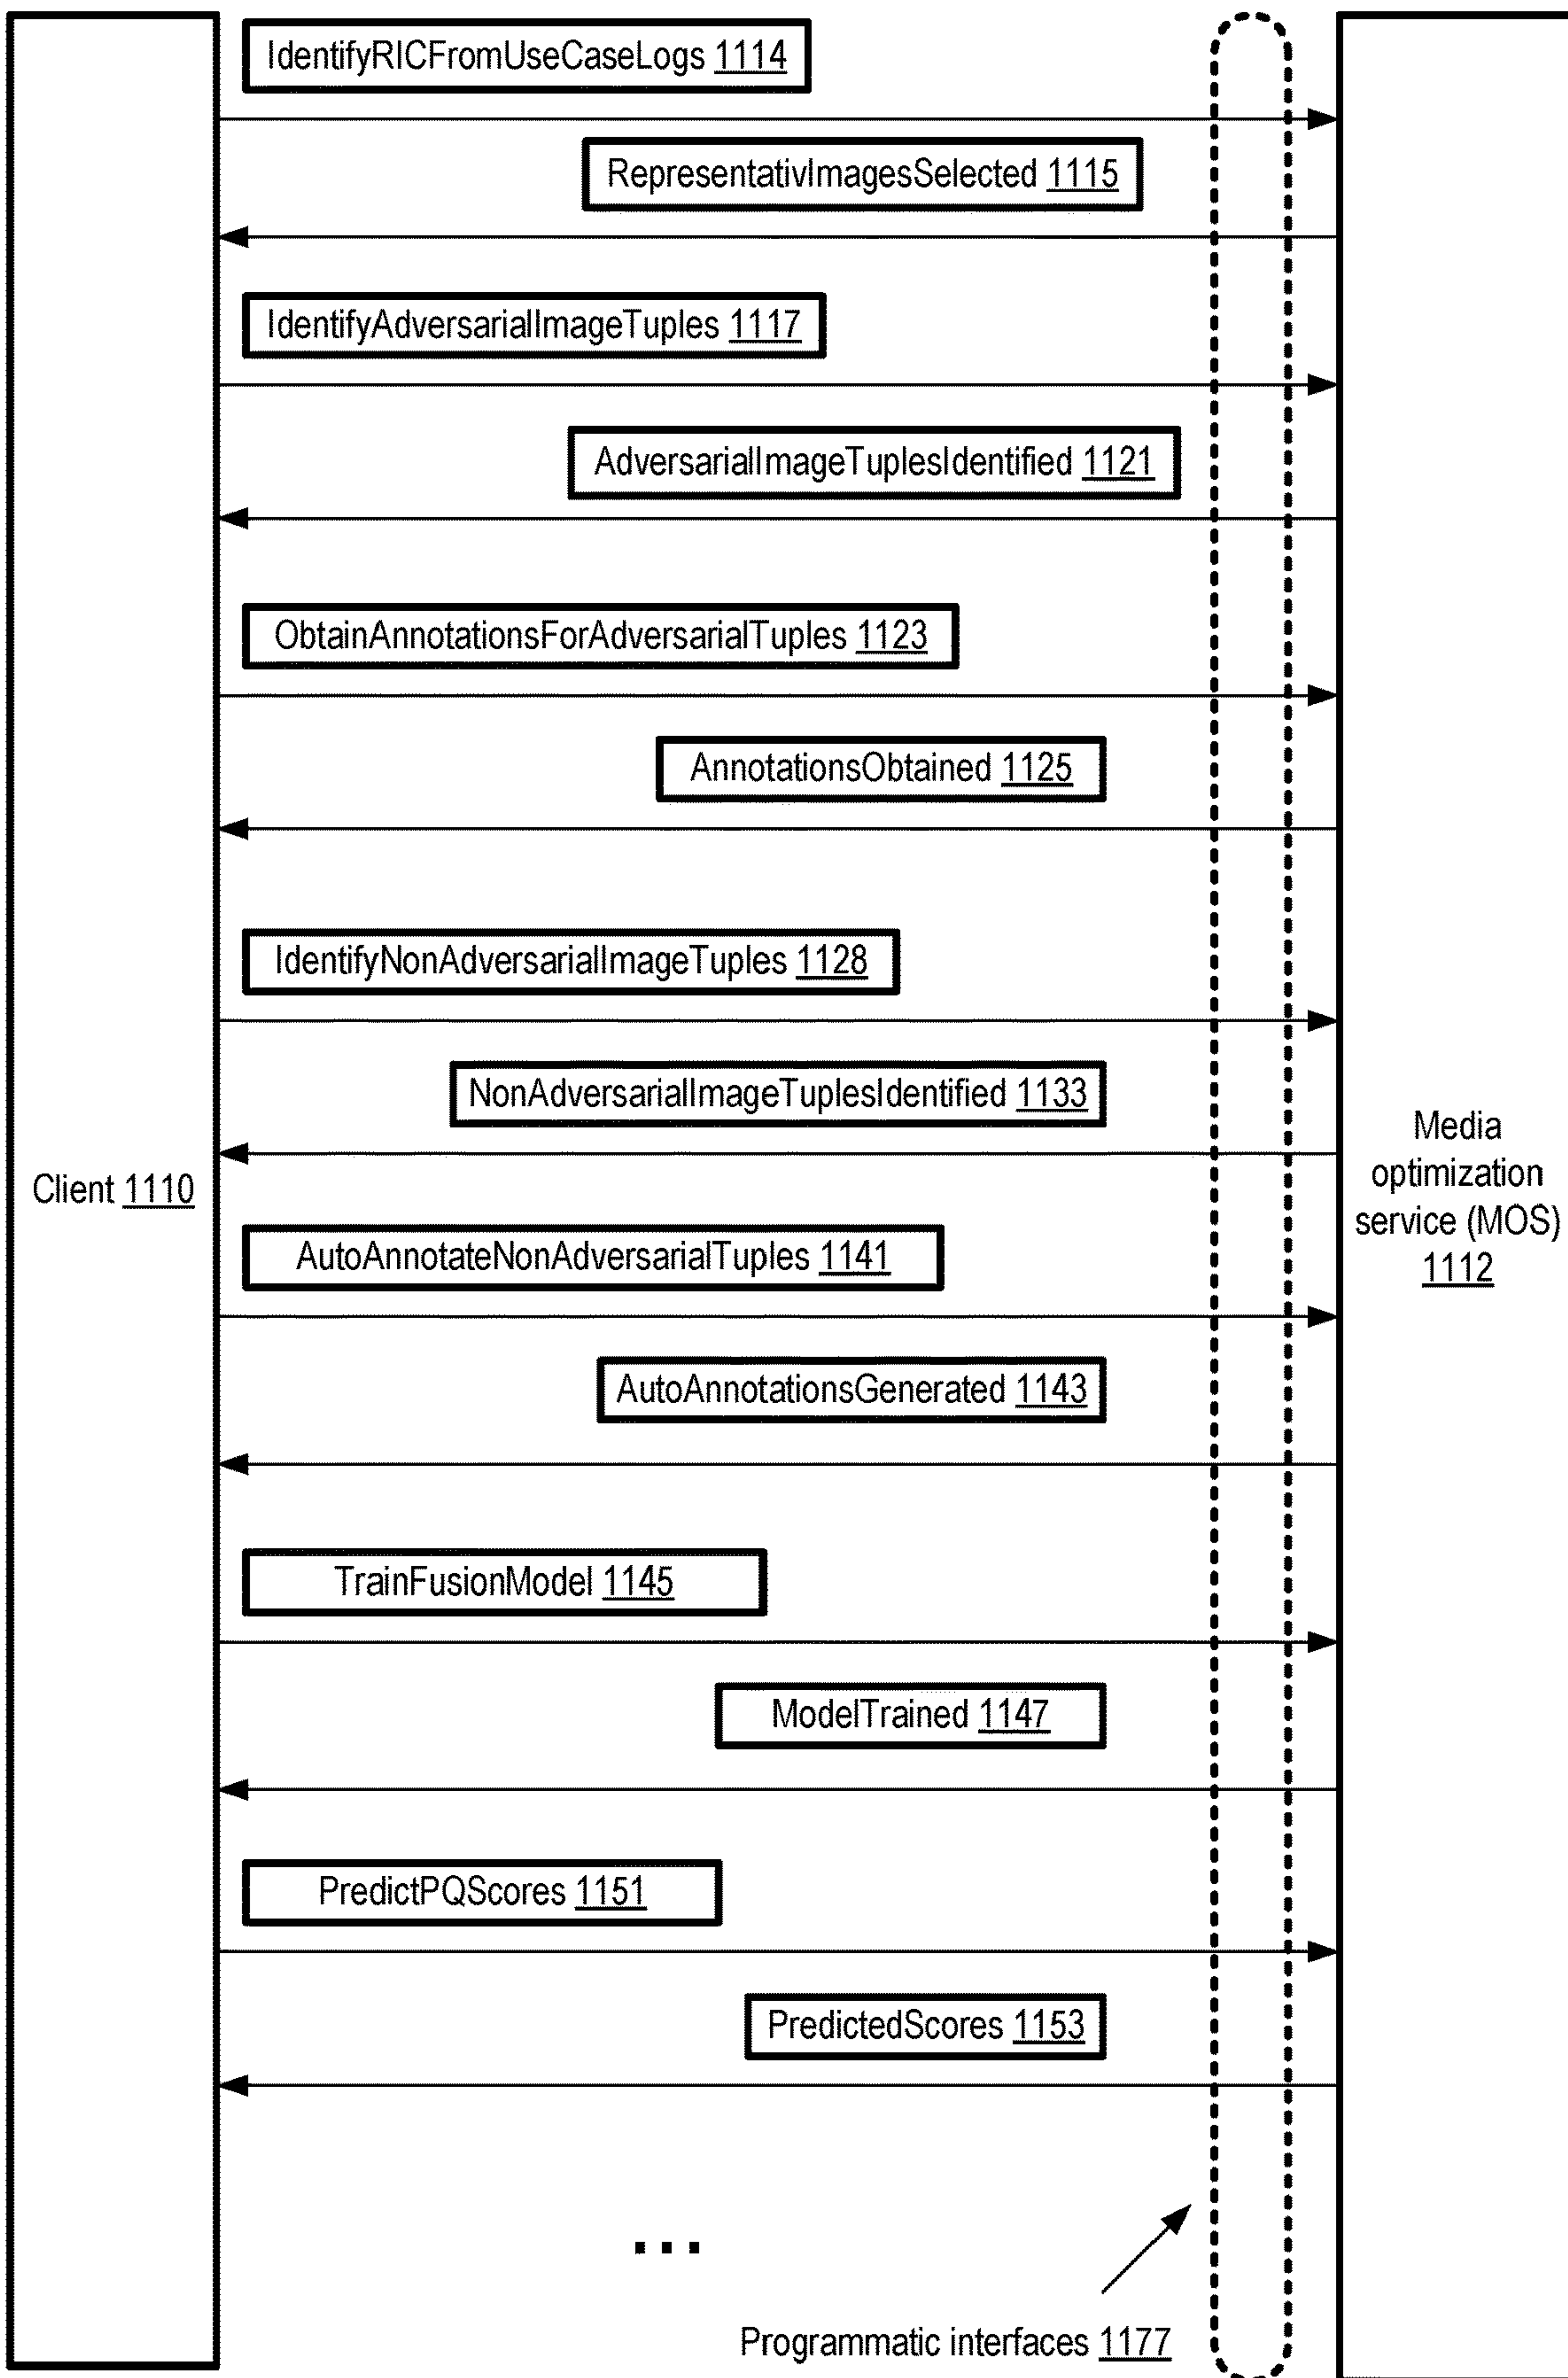 IdentifyRICFromUseCaseLogs 1114
RepresentativImagesSelected 1115
IdentifyAdversarialImageTuples 1117
AdversarialImageTuplesIdentified 1121
ObtainAnnotationsForAdversarialTuples 1123
AnnotationsObtained 1125
IdentifyNonAdversarialImageTuples 1128
NonAdversarialImageTuplesIdentified 1133
Client 1110
Media
optimization
service (MOS)
1112
AutoAnnotateNonAdversarialTuples 1141
AutoAnnotationsGenerated 1143
TrainFusionModel 1145
ModelTrained 1147
PredictPQScores 1151
PredictedScores 1153
...
Programmatic interfaces 1177